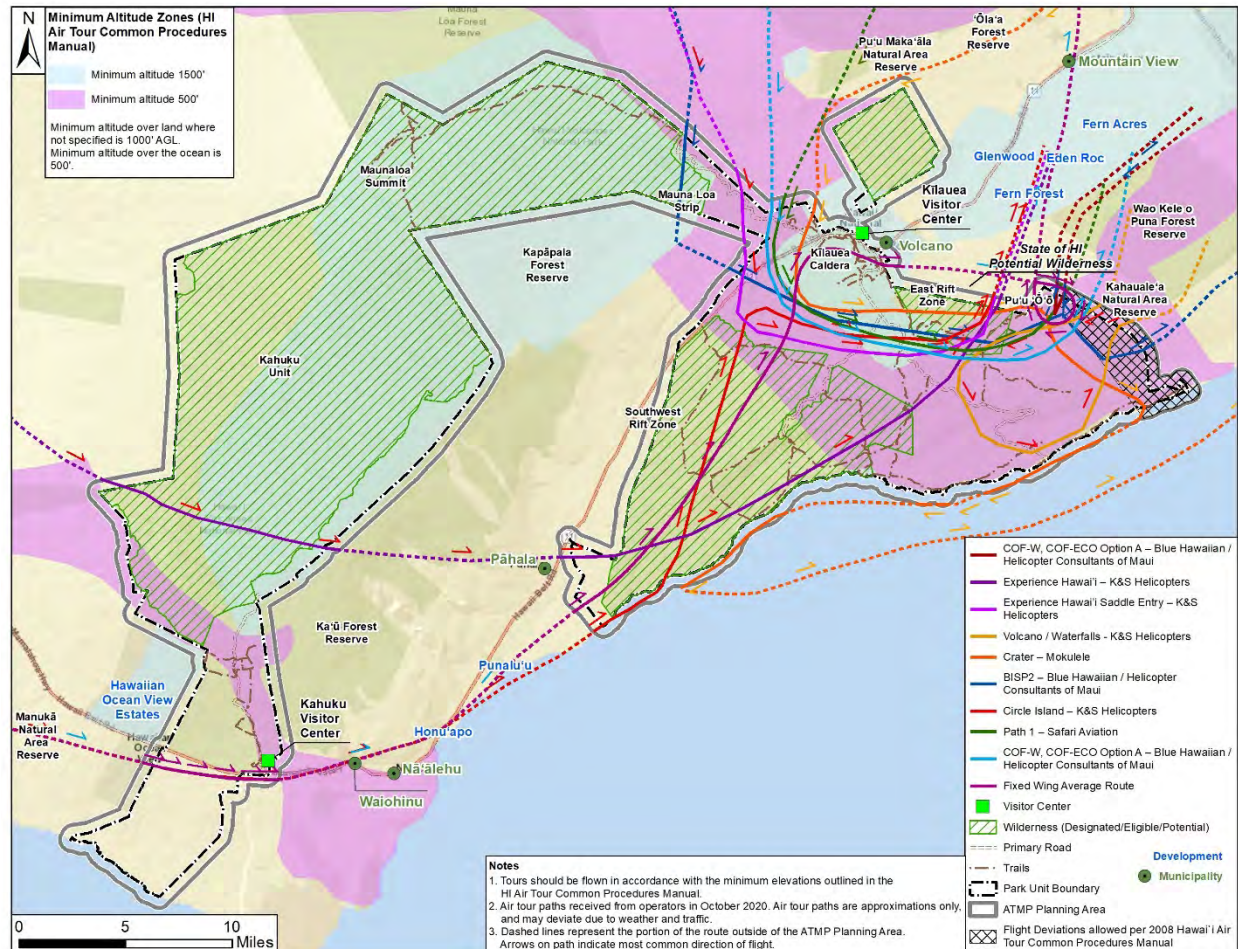 N
Minimum Altitude Zones (HI
Air Tour Common Procedures
Manual)
Minimum altitude 1500'
Minimum altitude 500'
Minimum altitude over land where
not specified is 1000' AGL.
Minimum altitude over the ocean is
500'.
Mauna
Loa Forest
Reserve
Pu'u Maka'āla
Natural Area
Reserve
'Ōla'a
Forest
Reserve
Mountain View
11
Fern Acres
Glenwood
Eden Roc
Fern Forest
Maunaloa
Summit
Mauna Loa
Strip
Kīlauea
Visitor
Center
Volcano
Wao Kele o
Puna Forest
Reserve
Kapāpala
Forest
Reserve
Kīlauea
Caldera
State of HI
Potential Wilderness
East Rift
Zone
Pu'u 'Ō'ō
Kahauale'a
Natural Area
Reserve
Kahuku
Unit
Southwest
Rift Zone
Pāhala
Hawaii Belt Rd
Ka'ū Forest
Reserve
Punalu'u
Mamalahoa Hwy
Hawaii Belt Rd
Hawaiian
Ocean View
Estates
Manukā
Natural
Area
Reserve
Kahuku
Visitor
Center
Honu'apo
Nā'ālehu
Waiohinu
COF-W, COF-ECO Option A – Blue Hawaiian /
Helicopter Consultants of Maui
Experience Hawai'i – K&S Helicopters
Experience Hawai'i Saddle Entry – K&S
Helicopters
Volcano / Waterfalls - K&S Helicopters
Crater – Mokulele
BISP2 – Blue Hawaiian / Helicopter
Consultants of Maui
Circle Island – K&S Helicopters
Path 1 – Safari Aviation
COF-W, COF-ECO Option A – Blue Hawaiian /
Helicopter Consultants of Maui
Fixed Wing Average Route
Visitor Center
Wilderness (Designated/Eligible/Potential)
Primary Road
Trails
Park Unit Boundary
ATMP Planning Area
Flight Deviations allowed per 2008 Hawai'i Air
Tour Common Procedures Manual
Development
Municipality
Notes
1. Tours should be flown in accordance with the minimum elevations outlined in the
HI Air Tour Common Procedures Manual.
2. Air tour paths received from operators in October 2020. Air tour paths are approximations only,
and may deviate due to weather and traffic.
3. Dashed lines represent the portion of the route outside of the ATMP Planning Area.
Arrows on path indicate most common direction of flight.
0 5 10
Miles